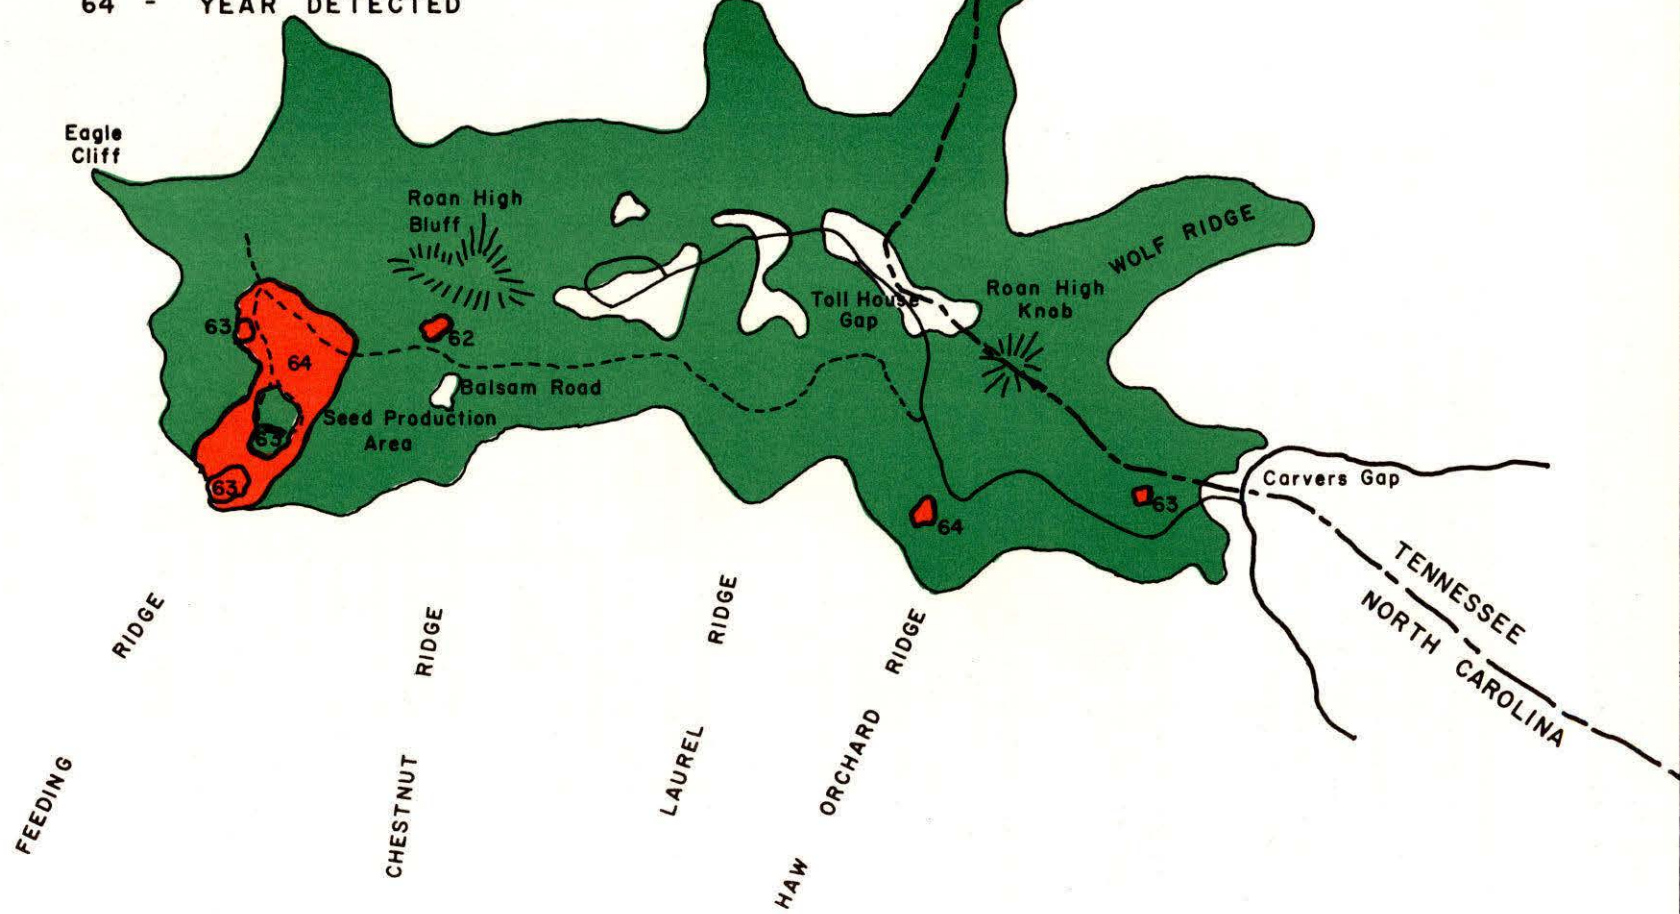 64 - YEAR DETECTED
Eagle
Cliff
Roan High
Bluff
WOLF RIDGE
Roan High
Knob
Toll House
Gap
63
62
64
Balsam Road
Seed Production
Area
63
63
Carvers Gap
63
64
TENNESSEE
NORTH CAROLINA
FEEDING RIDGE
CHESTNUT RIDGE
LAUREL RIDGE
HAW ORCHARD RIDGE